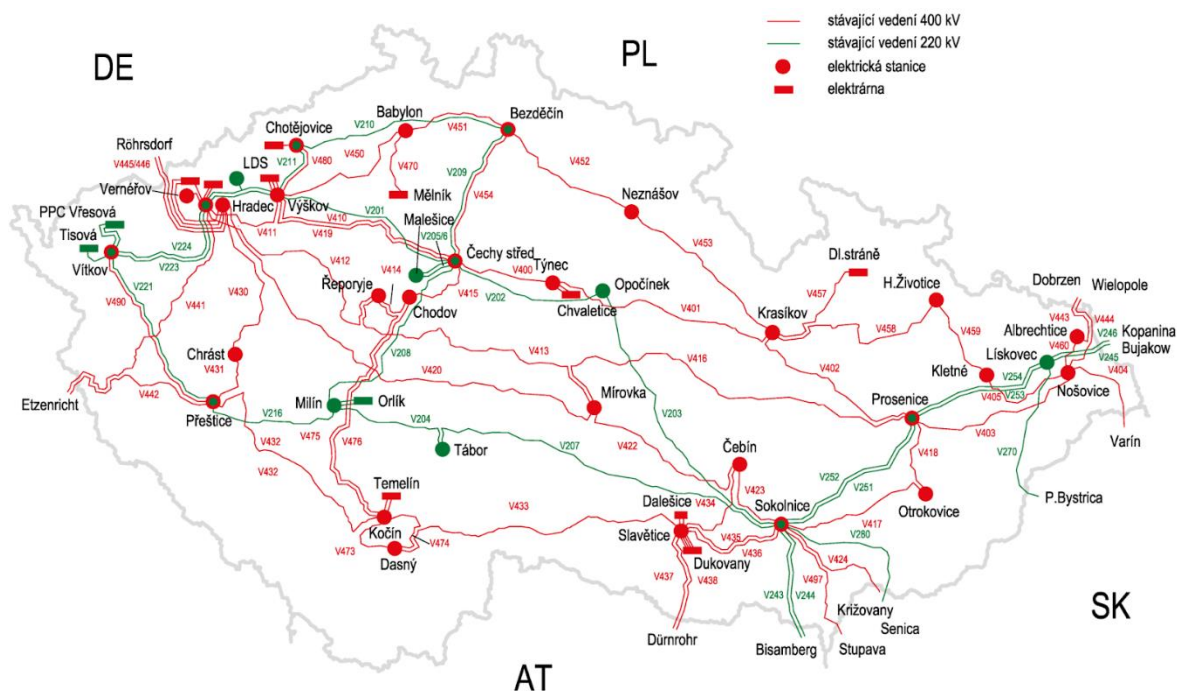 DE
PL
stávající vedení 400 kV
stávající vedení 220 kV
elektrická stanice
elektrárna
Babylon
Bezděčín
Chotějovice
V210
V451
Röhrsdorf
V445/446
LDS
V211
V480
V450
V470
V452
Vernéřov
V209
V454
Mělník
Neznášov
PPC Vřesová
Hradec
Výškov
V201
Malešice
Tisová
V224
V411
V410
V419
V205/6
V453
Čechy střed
Dl.stráně
Vítkov
V223
V412
V414
V400
Týnec
H.Životice
Dobrzen
Wielopole
V221
V490
V441
V430
Řeporyje
V415
V202
Opočínek
V457
Chodov
Chvaletice
V401
Krasíkov
V458
V443
V444
Albrechtice
V246
Kopanina
V459
V460
V245
Bujakow
V208
Lískovec
Chrást
V431
V413
V416
V254
V404
Kletné
V405
V253
Nošovice
V442
V420
V402
Etzenricht
Mírovka
Prosenice
Milín
Orlík
Přeštice
V216
V204
V203
V403
Varín
V475
V476
V422
V418
V432
V207
Čebín
V270
V432
Tábor
V252
V423
V251
Temelín
Dalešice
V434
Sokolnice
Otrokovice
P.Bystrica
V433
V417
Kočín
Slavětice
V435
V280
V473
V474
V436
Dasný
Dukovany
V424
V437
V438
V497
V243
V244
Križovany
SK
Senica
Dürnrohr
Bisamberg
Stupava
AT